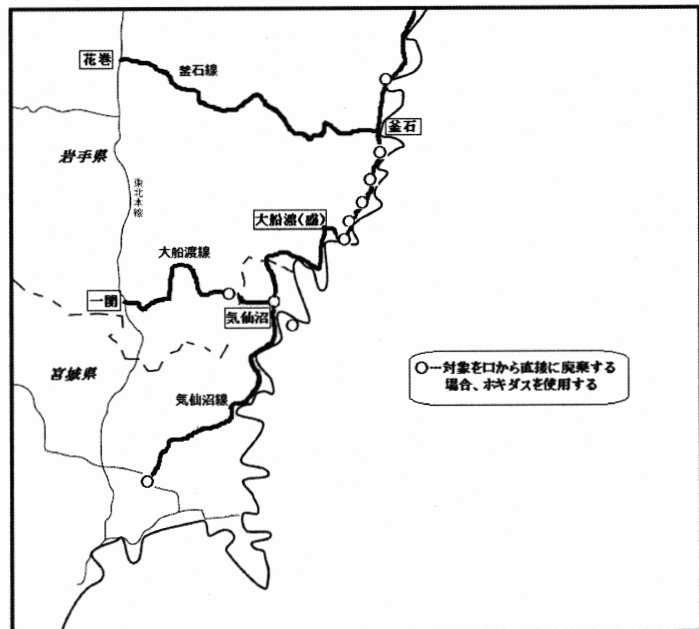 花巻
釜石線
釜石
岩手県
東北本線
大船渡(盛)
大船渡線
一関
気仙沼
宮城県
気仙沼線
○…対象を口から直接に廃棄する
場合、ホキダスを使用する